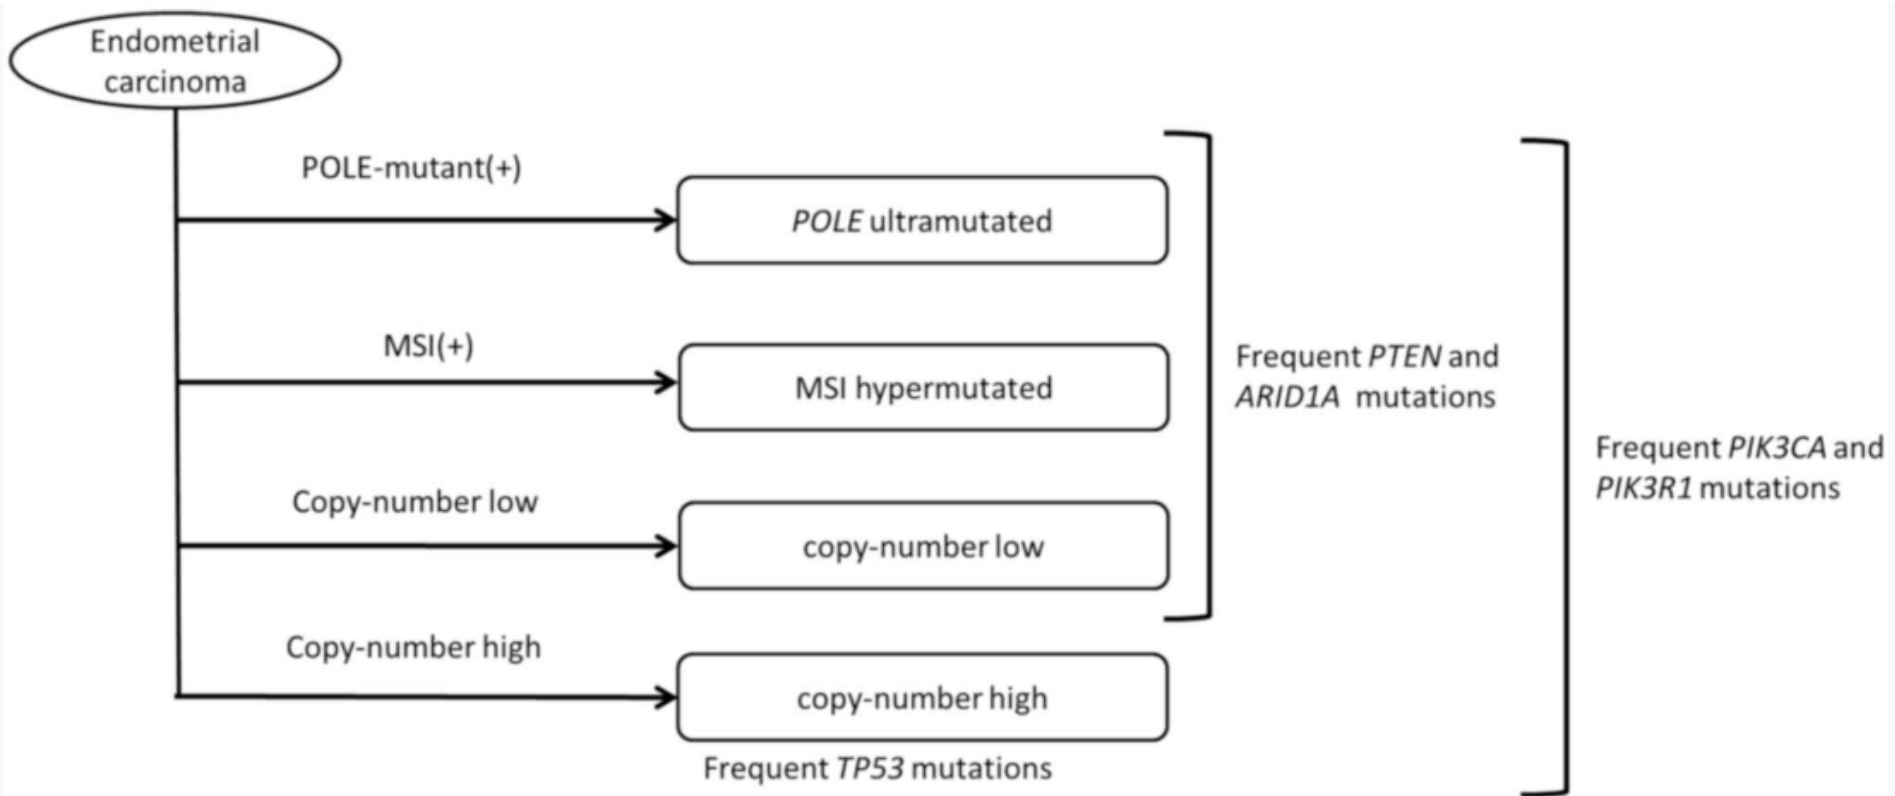 Endometrial
carcinoma
POLE-mutant(+)
POLE ultramutated
MSI(+)
MSI hypermutated
Frequent PTEN and
ARID1A mutations
Frequent PIK3CA and
PIK3R1 mutations
Copy-number low
copy-number low
Copy-number high
copy-number high
Frequent TP53 mutations